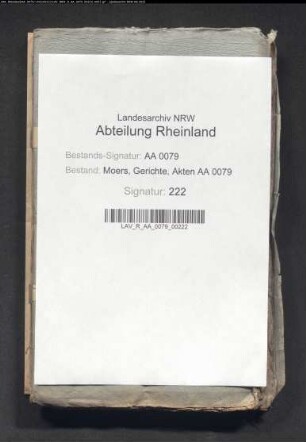 Landesarchiv NRW
Abteilung Rheinland
Bestands-Signatur: AA 0079
Bestand: Moers, Gerichte, Akten AA 0079
Signatur: 222
LAV_R_AA_0079_00222